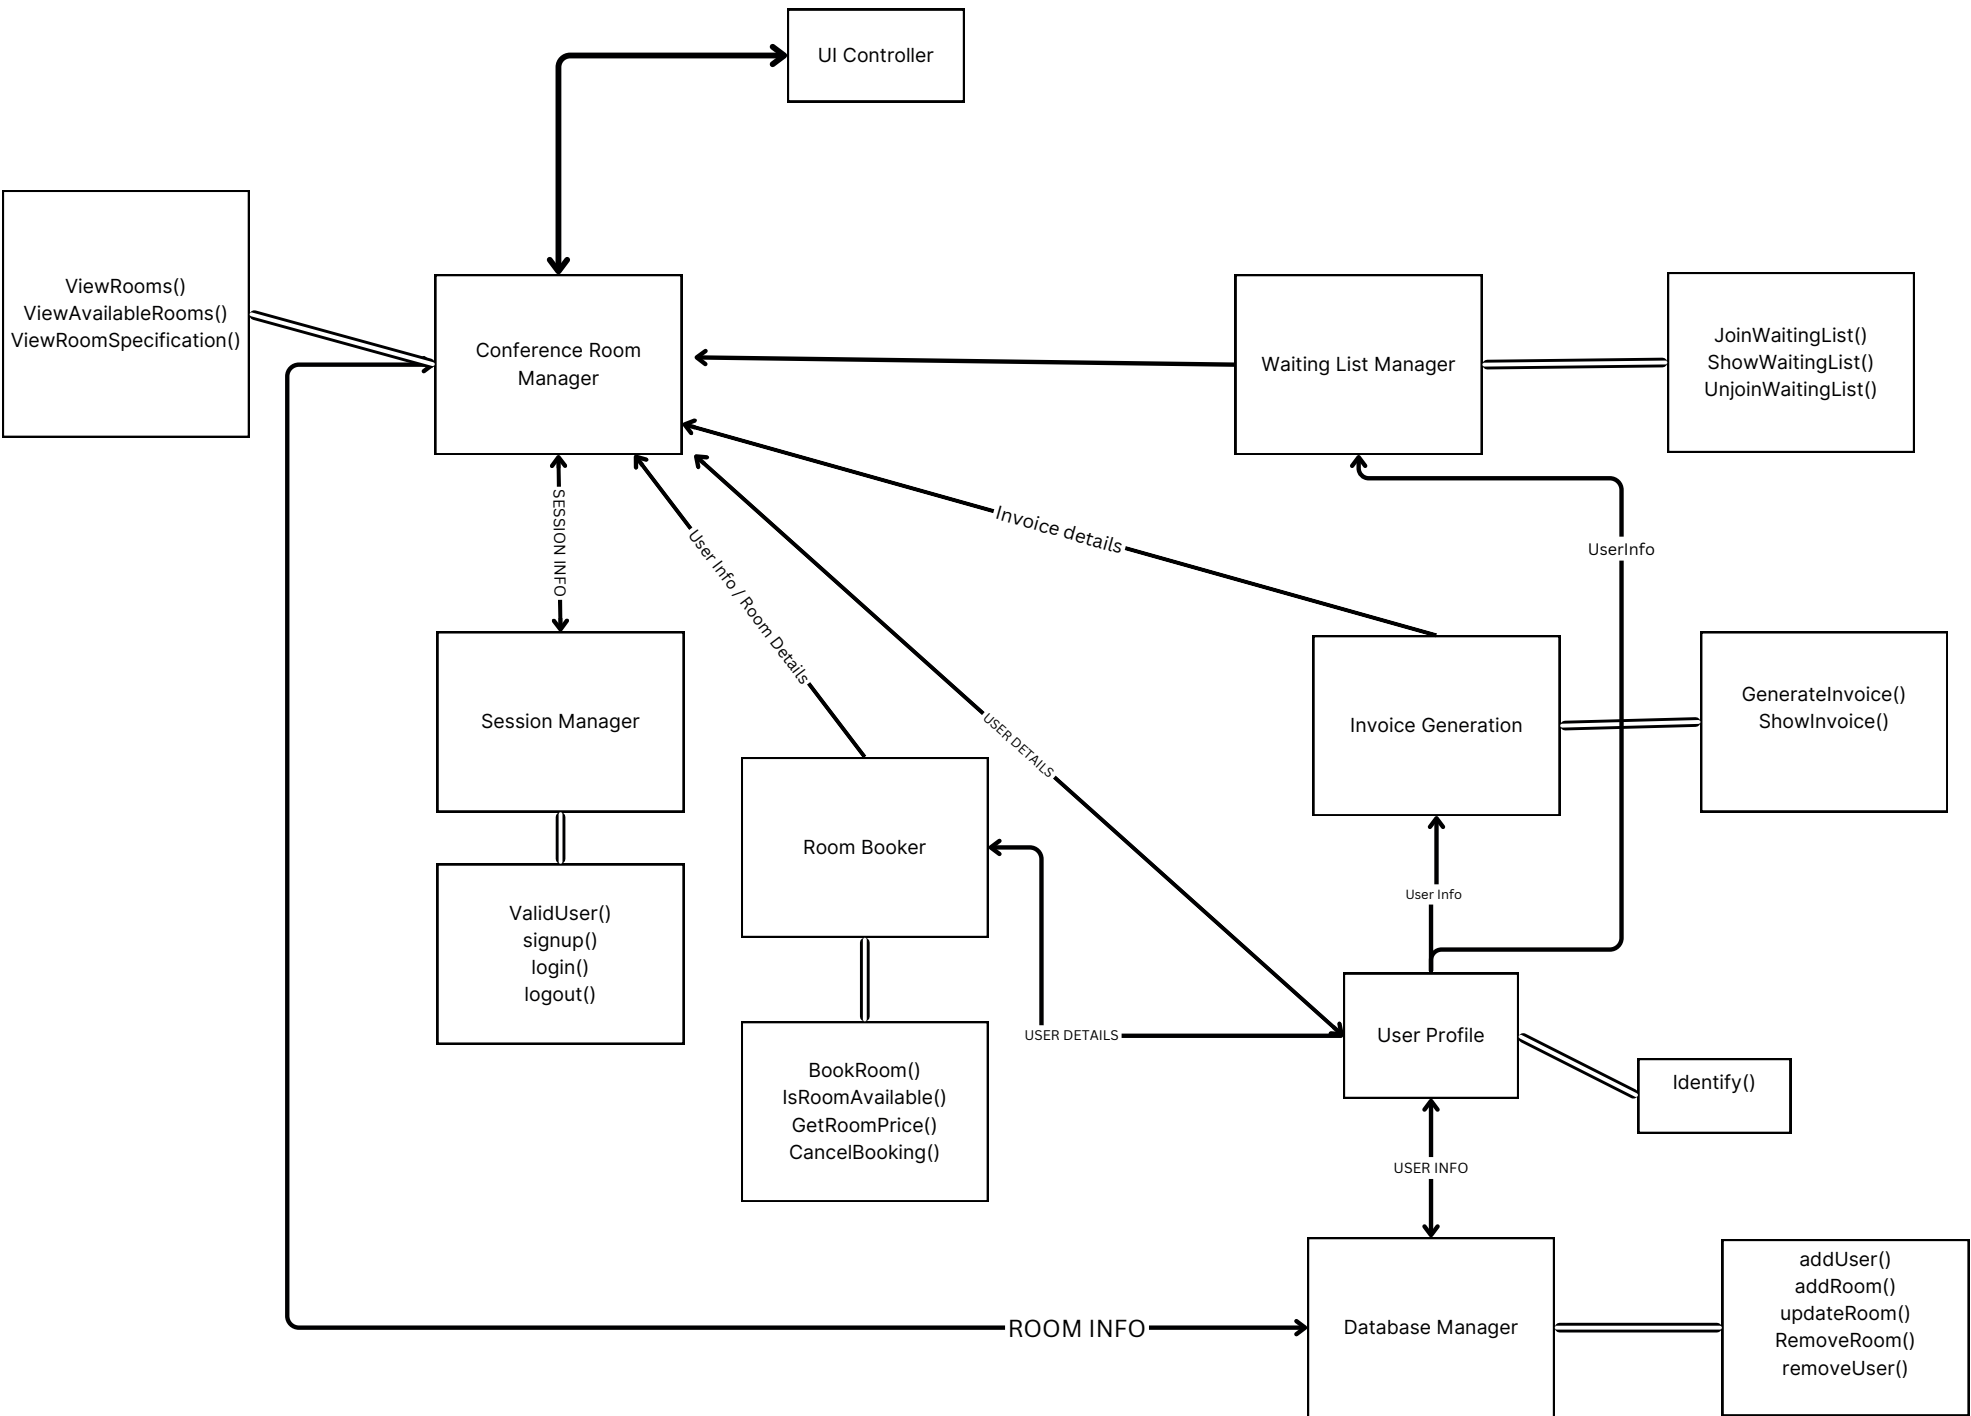 UI Controller
ViewRooms()
ViewAvailableRooms()
ViewRoomSpecification()
Conference Room
Manager
Waiting List Manager
JoinWaitingList()
ShowWaitingList()
UnjoinWaitingList()
SESSION INFO
User Info / Room Details
Invoice details
UserInfo
Session Manager
USER DETAILS
Invoice Generation
GenerateInvoice()
ShowInvoice()
Room Booker
User Info
ValidUser()
signup()
login()
logout()
USER DETAILS
User Profile
Identify()
BookRoom()
IsRoomAvailable()
GetRoomPrice()
CancelBooking()
USER INFO
ROOM INFO
Database Manager
addUser()
addRoom()
updateRoom()
RemoveRoom()
removeUser()